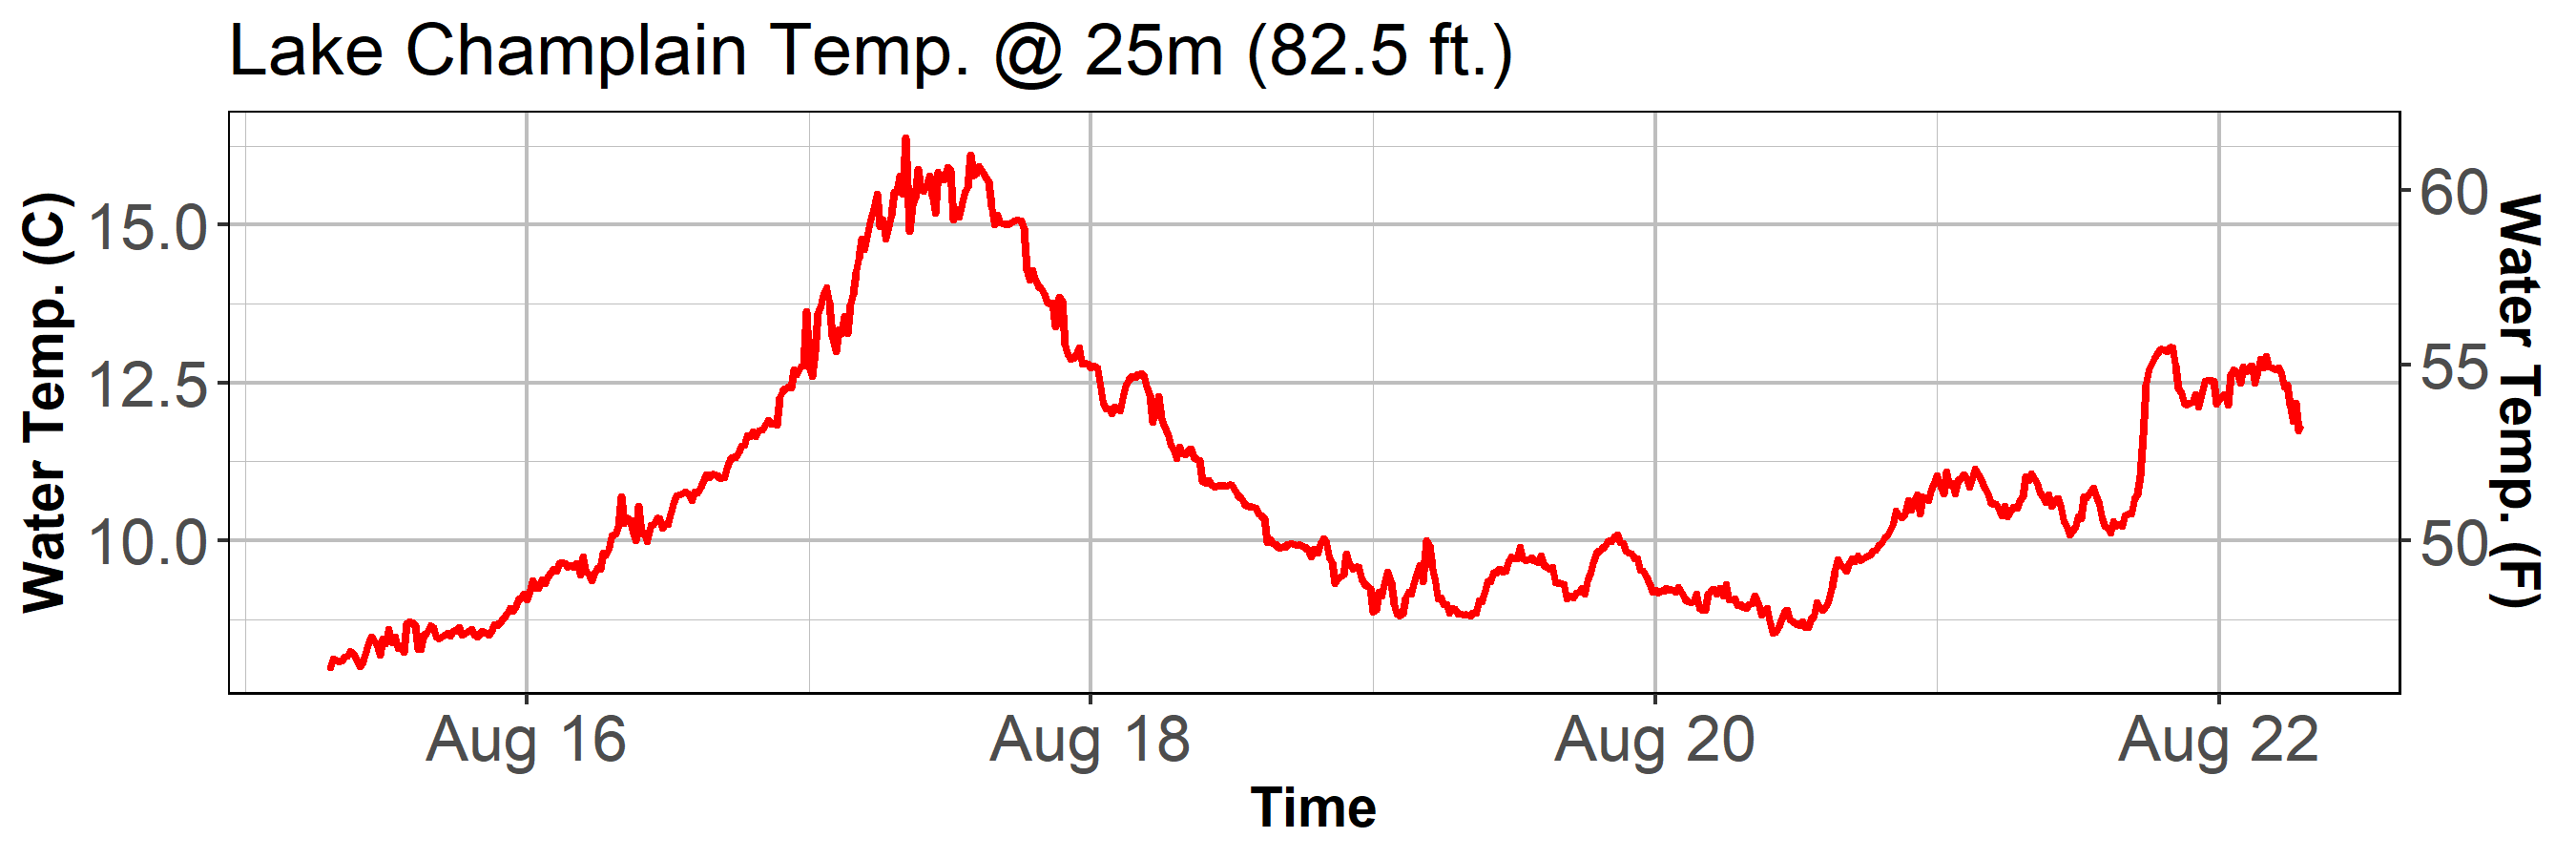 Lake Champlain Temp. @ 25m (82.5 ft.)
Water Temp. (C)
15.0
12.5
10.0
60
55
50
Water Temp. (F)
Aug 16
Aug 18
Aug 20
Aug 22
Time